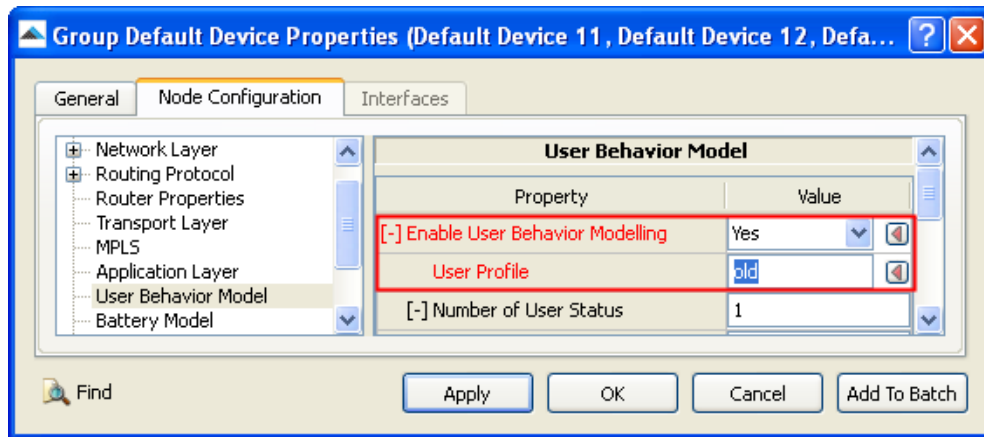 Group Default Device Properties (Default Device 11, Default Device 12, Defa... ?
General Node Configuration Interfaces
Network Layer
Routing Protocol
Router Properties
Transport Layer
MPLS
Application Layer
User Behavior Model
Battery Model
User Behavior Model
Property Value
[-] Enable User Behavior Modelling Yes
User Profile old
[-] Number of User Status 1
Find Apply OK Cancel Add To Batch